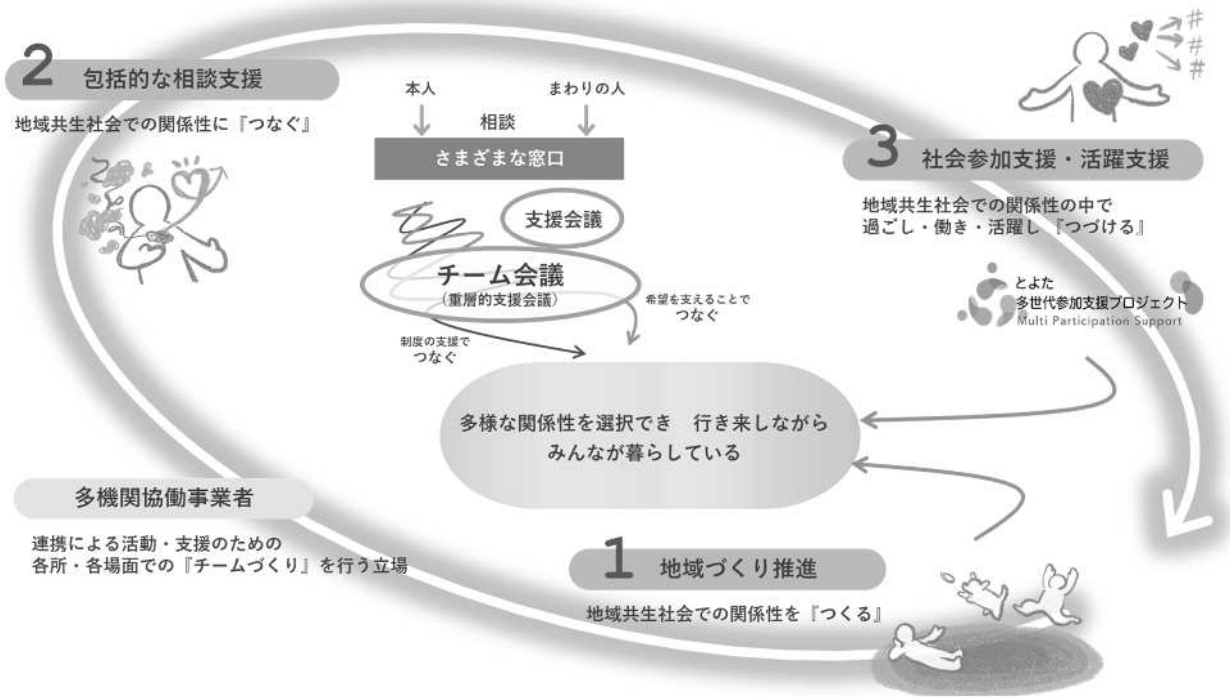 2 包括的な相談支援
地域共生社会での関係性に『つなぐ』
本人
まわりの人
相談
さまざまな窓口
支援会議
チーム会議
（重層的支援会議）
制度の支援で
つなぐ
希望を支えることで
つなぐ
# 
#
#
3 社会参加支援・活躍支援
地域共生社会での関係性の中で
過ごし・働き・活躍し 『つづける』
とよた
多世代参加支援プロジェクト
Multi Participation Support
多様な関係性を選択でき　行き来しながら
みんなが暮らしている
多機関協働事業者
連携による活動・支援のための
各所・各場面での『チームづくり』を行う立場
1 地域づくり推進
地域共生社会での関係性を『つくる』